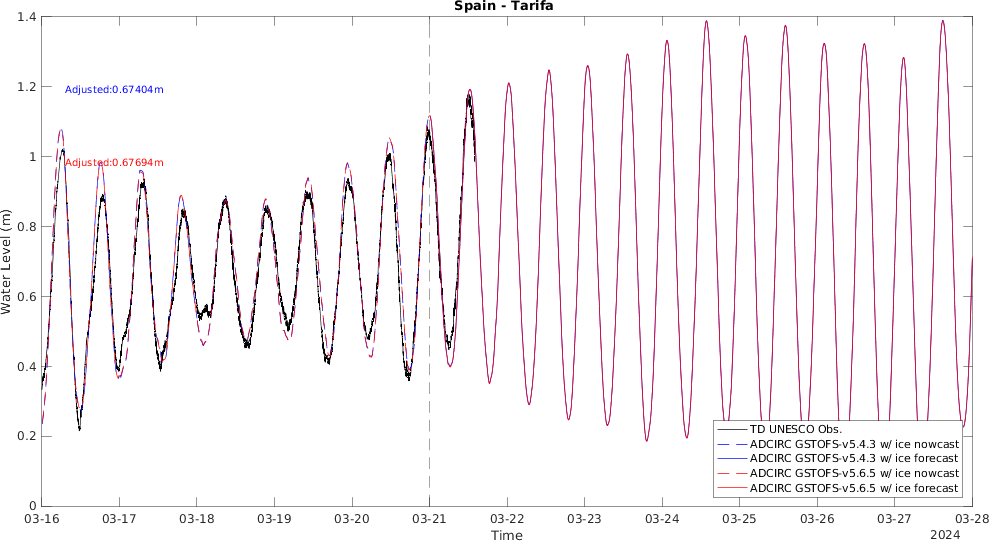 Spain - Tarifa
1.4
1.2
1
0.8
0.6
0.4
0.2
0
Water Level (m)
Adjusted:0.67404m
Adjusted:0.67694m
TD UNESCO Obs.
ADCIRC GSTOFS-v5.4.3 w/ ice nowcast
ADCIRC GSTOFS-v5.4.3 w/ ice forecast
ADCIRC GSTOFS-v5.6.5 w/ ice nowcast
ADCIRC GSTOFS-v5.6.5 w/ ice forecast
03-16 03-17 03-18 03-19 03-20 03-21 03-22 03-23 03-24 03-25 03-26 03-27 03-28
Time
2024